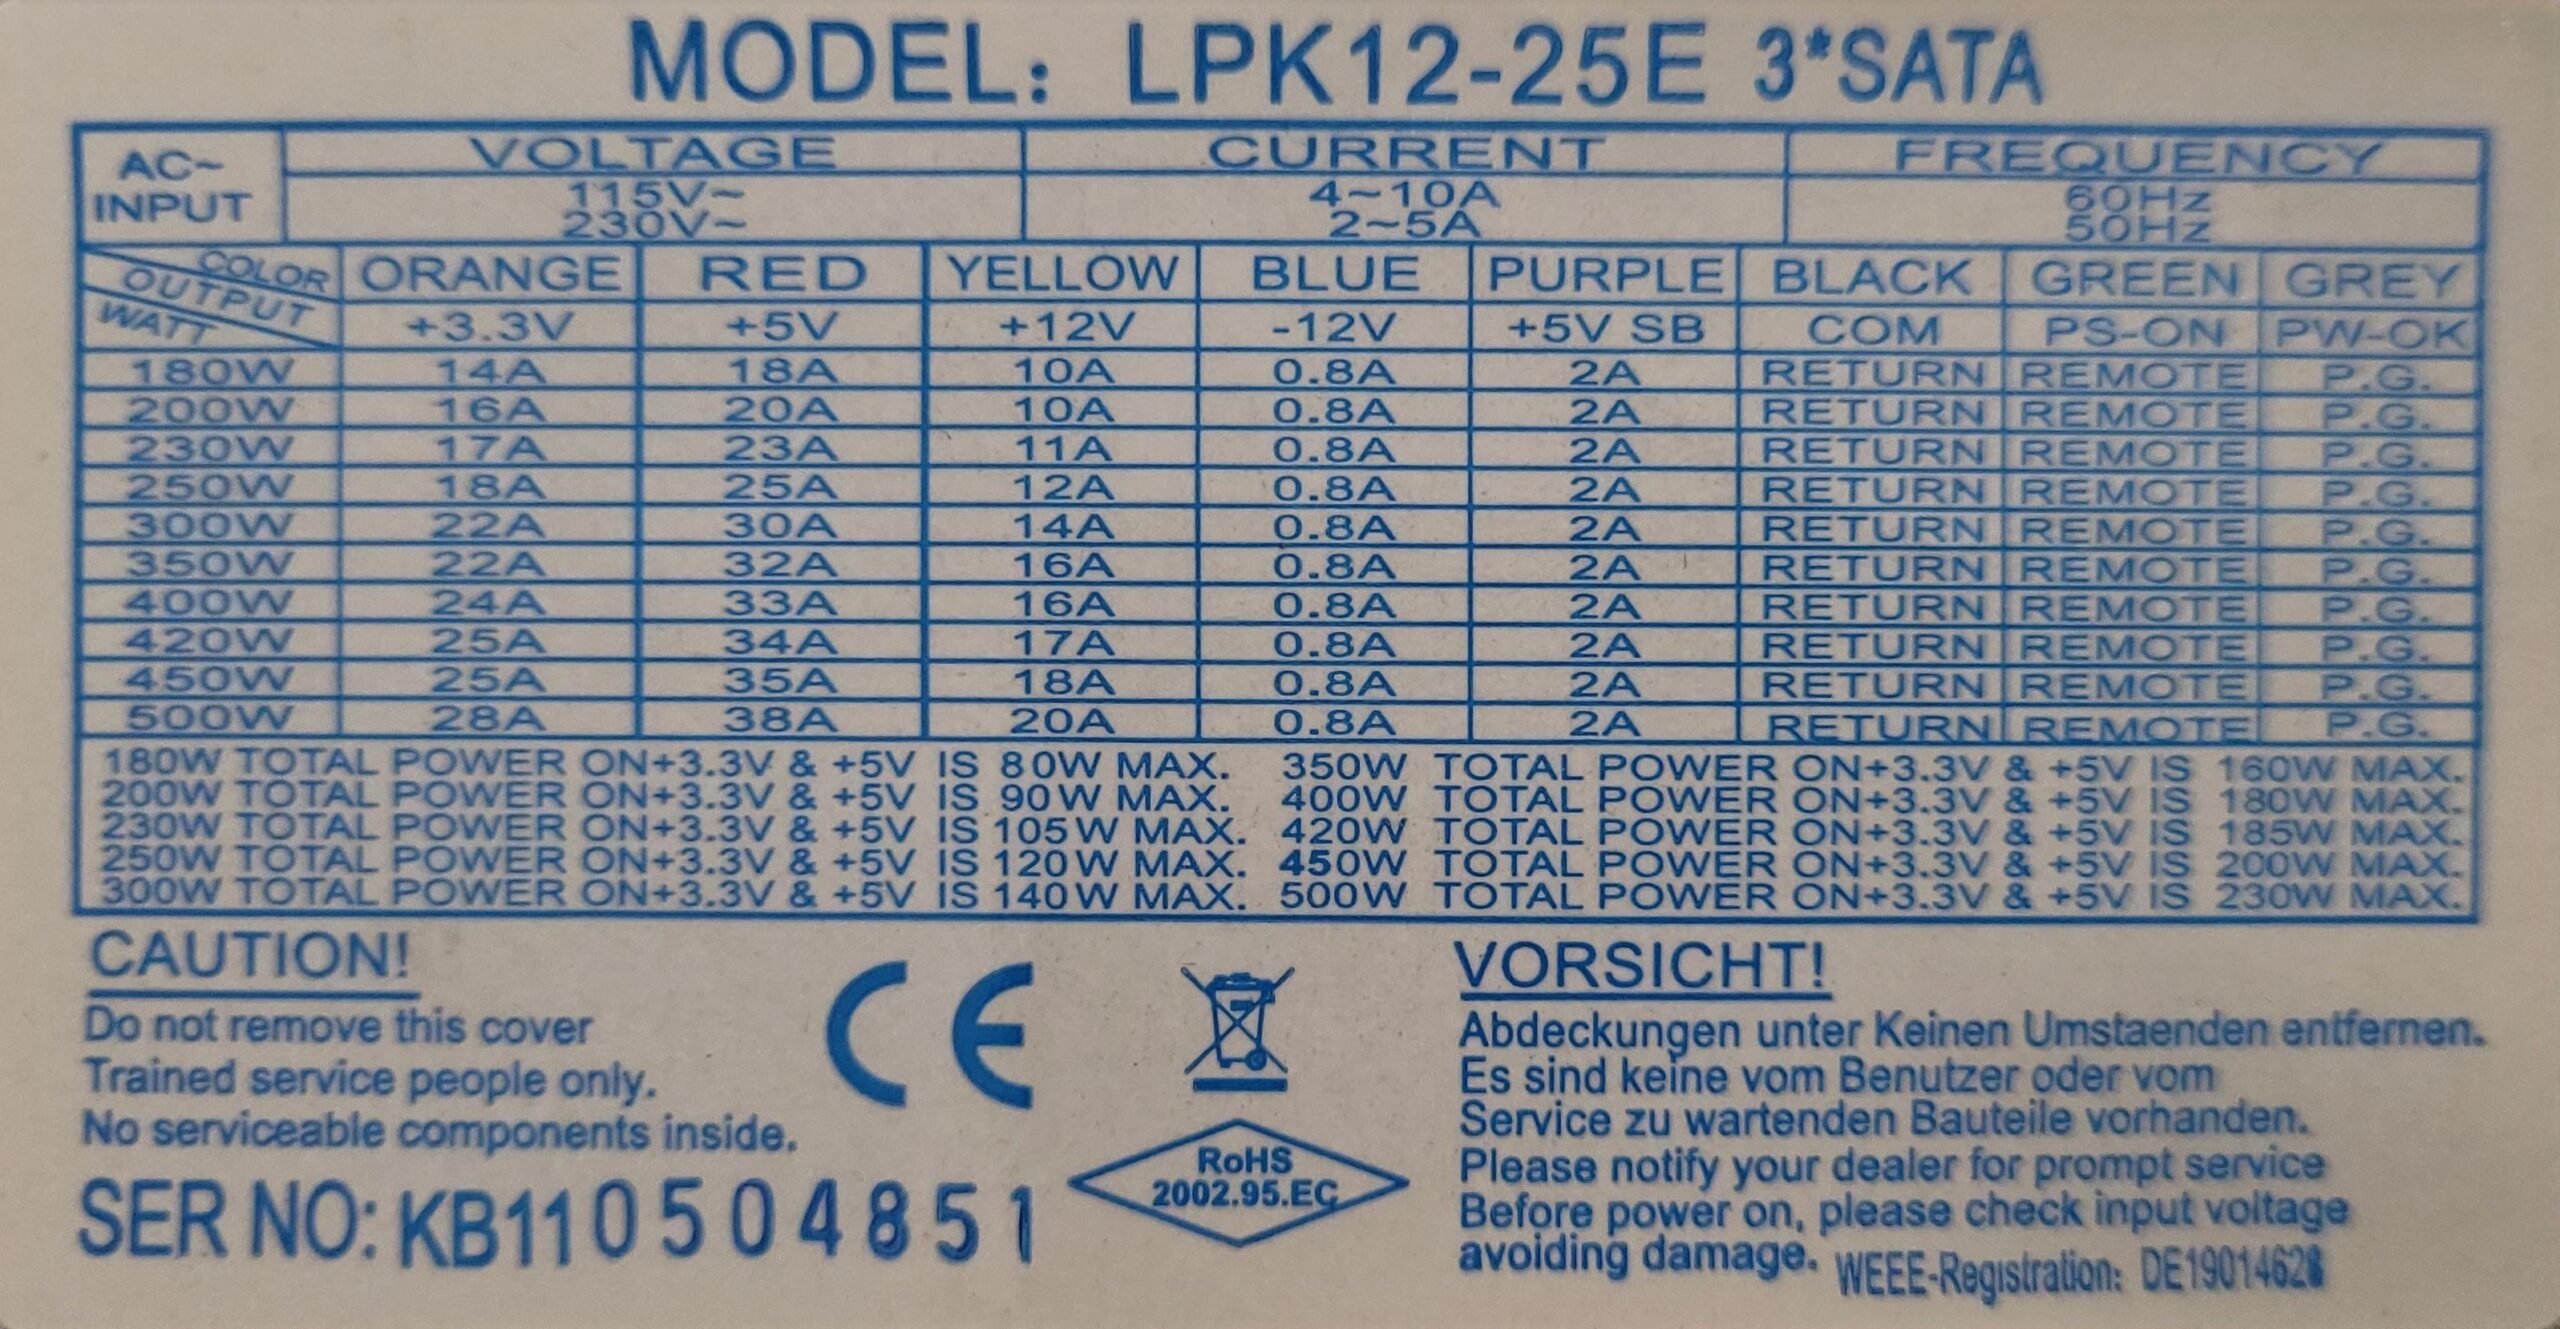 MODEL: LPK12-25E 3*SATA
AC~ INPUT VOLTAGE CURRENT FREQUENCY
115V~ 4~10A 60Hz
230V~ 2~5A 50Hz
COLOR ORANGE RED YELLOW BLUE PURPLE BLACK GREEN GREY
OUTPUT +3.3V +5V +12V -12V +5V SB COM PS-ON PW-OK
WATT
180W 14A 18A 10A 0.8A 2A RETURN REMOTE P.G.
200W 16A 20A 10A 0.8A 2A RETURN REMOTE P.G.
230W 17A 23A 11A 0.8A 2A RETURN REMOTE P.G.
250W 18A 25A 12A 0.8A 2A RETURN REMOTE P.G.
300W 22A 30A 14A 0.8A 2A RETURN REMOTE P.G.
350W 22A 32A 16A 0.8A 2A RETURN REMOTE P.G.
400W 24A 33A 16A 0.8A 2A RETURN REMOTE P.G.
420W 25A 34A 17A 0.8A 2A RETURN REMOTE P.G.
450W 25A 35A 18A 0.8A 2A RETURN REMOTE P.G.
500W 28A 38A 20A 0.8A 2A RETURN REMOTE P.G.
180W TOTAL POWER ON+3.3V & +5V IS 80W MAX. 350W TOTAL POWER ON+3.3V & +5V IS 160W MAX.
200W TOTAL POWER ON+3.3V & +5V IS 90W MAX. 400W TOTAL POWER ON+3.3V & +5V IS 180W MAX.
230W TOTAL POWER ON+3.3V & +5V IS 105W MAX. 420W TOTAL POWER ON+3.3V & +5V IS 185W MAX.
250W TOTAL POWER ON+3.3V & +5V IS 120W MAX. 450W TOTAL POWER ON+3.3V & +5V IS 200W MAX.
300W TOTAL POWER ON+3.3V & +5V IS 140W MAX. 500W TOTAL POWER ON+3.3V & +5V IS 230W MAX.
CAUTION!
Do not remove this cover
Trained service people only.
No serviceable components inside.
SER NO: KB110504851
CE
RoHS
2002.95.EC
VORSICHT!
Abdeckungen unter Keinen Umstaenden entfernen.
Es sind keine vom Benutzer oder vom
Service zu wartenden Bauteile vorhanden.
Please notify your dealer for prompt service
Before power on, please check input voltage
avoiding damage.
WEEE-Registration: